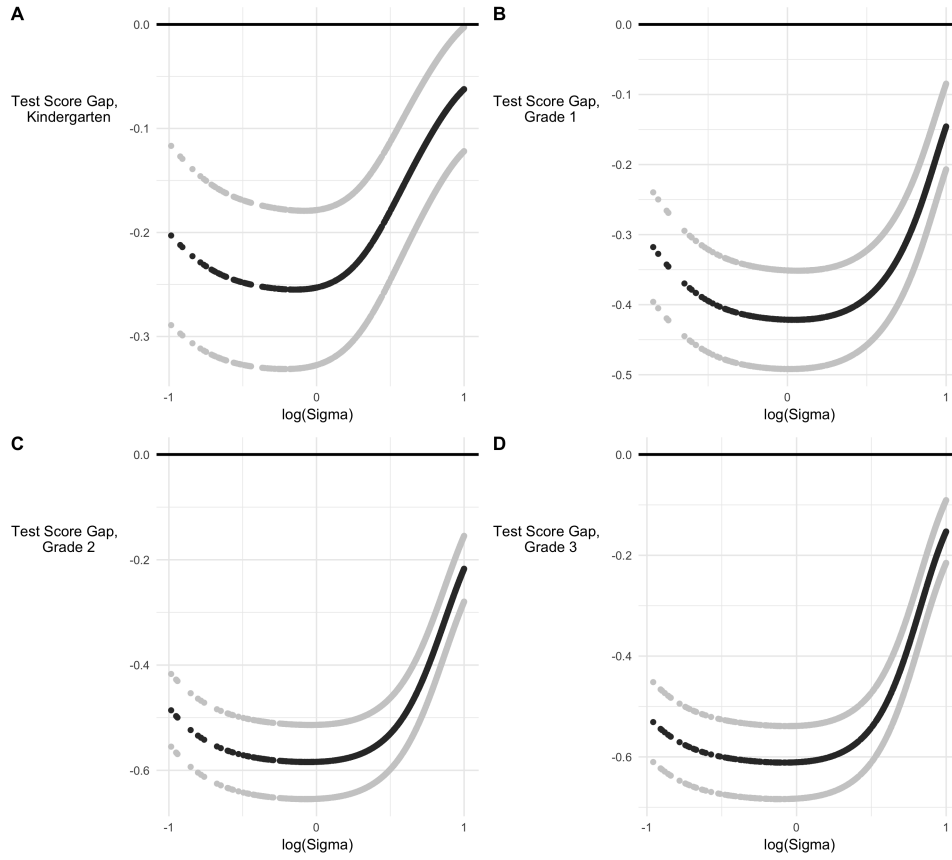 A
0.0
-0.1
-0.2
-0.3
Test Score Gap,
Kindergarten
-1
0
1
log(Sigma)
B
0.0
-0.1
-0.2
-0.3
-0.4
-0.5
Test Score Gap,
Grade 1
0
1
log(Sigma)
C
0.0
-0.2
-0.4
-0.6
Test Score Gap,
Grade 2
-1
0
1
log(Sigma)
D
0.0
-0.2
-0.4
-0.6
Test Score Gap,
Grade 3
-1
0
1
log(Sigma)